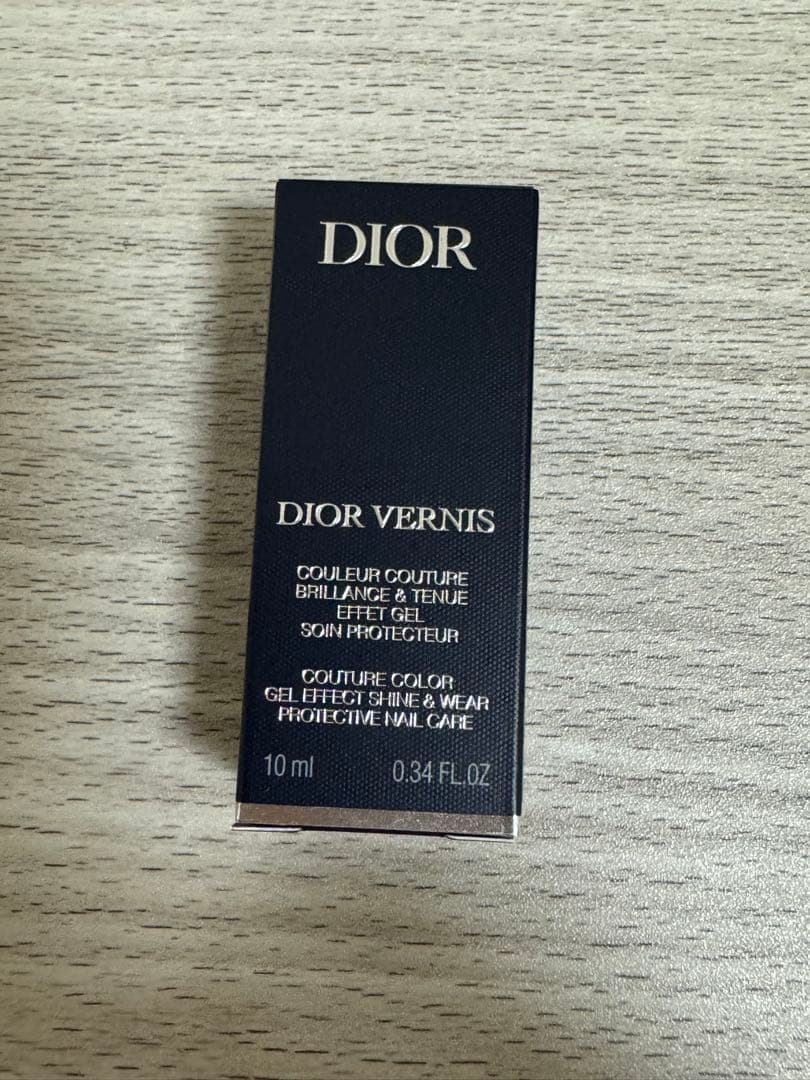 DIOR
DIOR VERNIS
COULEUR COUTURE
BRILLANCE & TENUE
EFFET GEL
SOIN PROTECTEUR
COUTURE COLOR
GEL EFFECT SHINE & WEAR
PROTECTIVE NAIL CARE
10 ml 0.34 FL.OZ